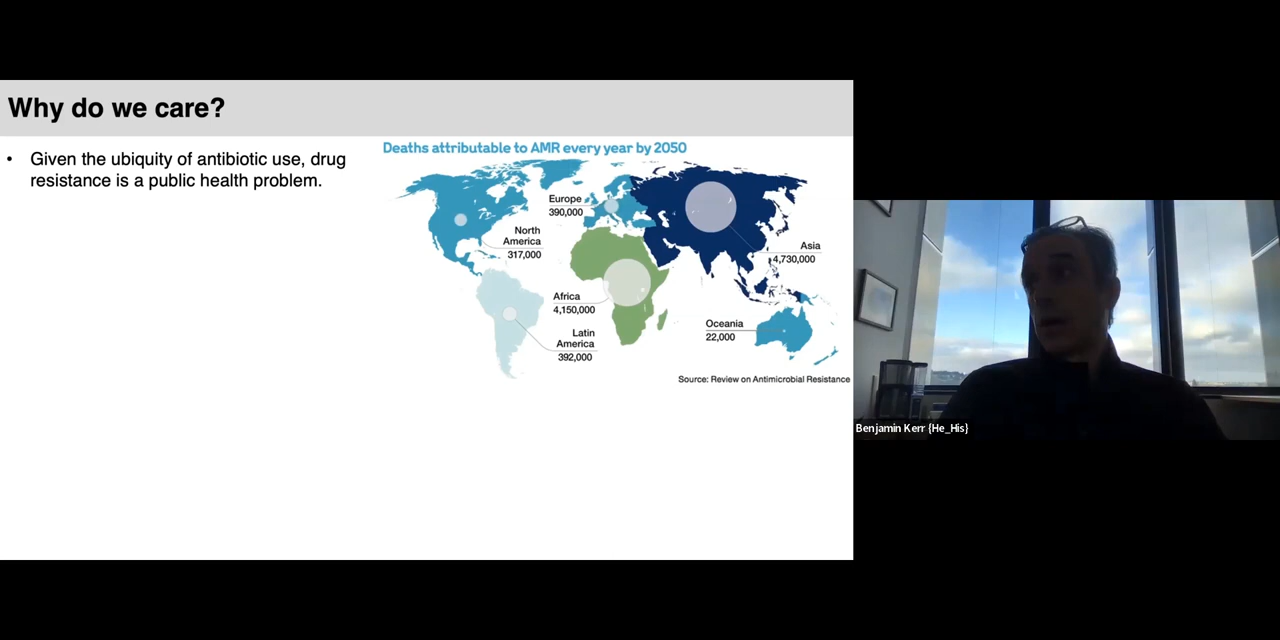 Why do we care?
• Given the ubiquity of antibiotic use, drug
resistance is a public health problem.
Deaths attributable to AMR every year by 2050
Europe
390,000
North
America
317,000
Asia
4,730,000
Africa
4,150,000
Latin
America
392,000
Oceania
22,000
Source: Review on Antimicrobial Resistance
Benjamin Kerr {He_His}